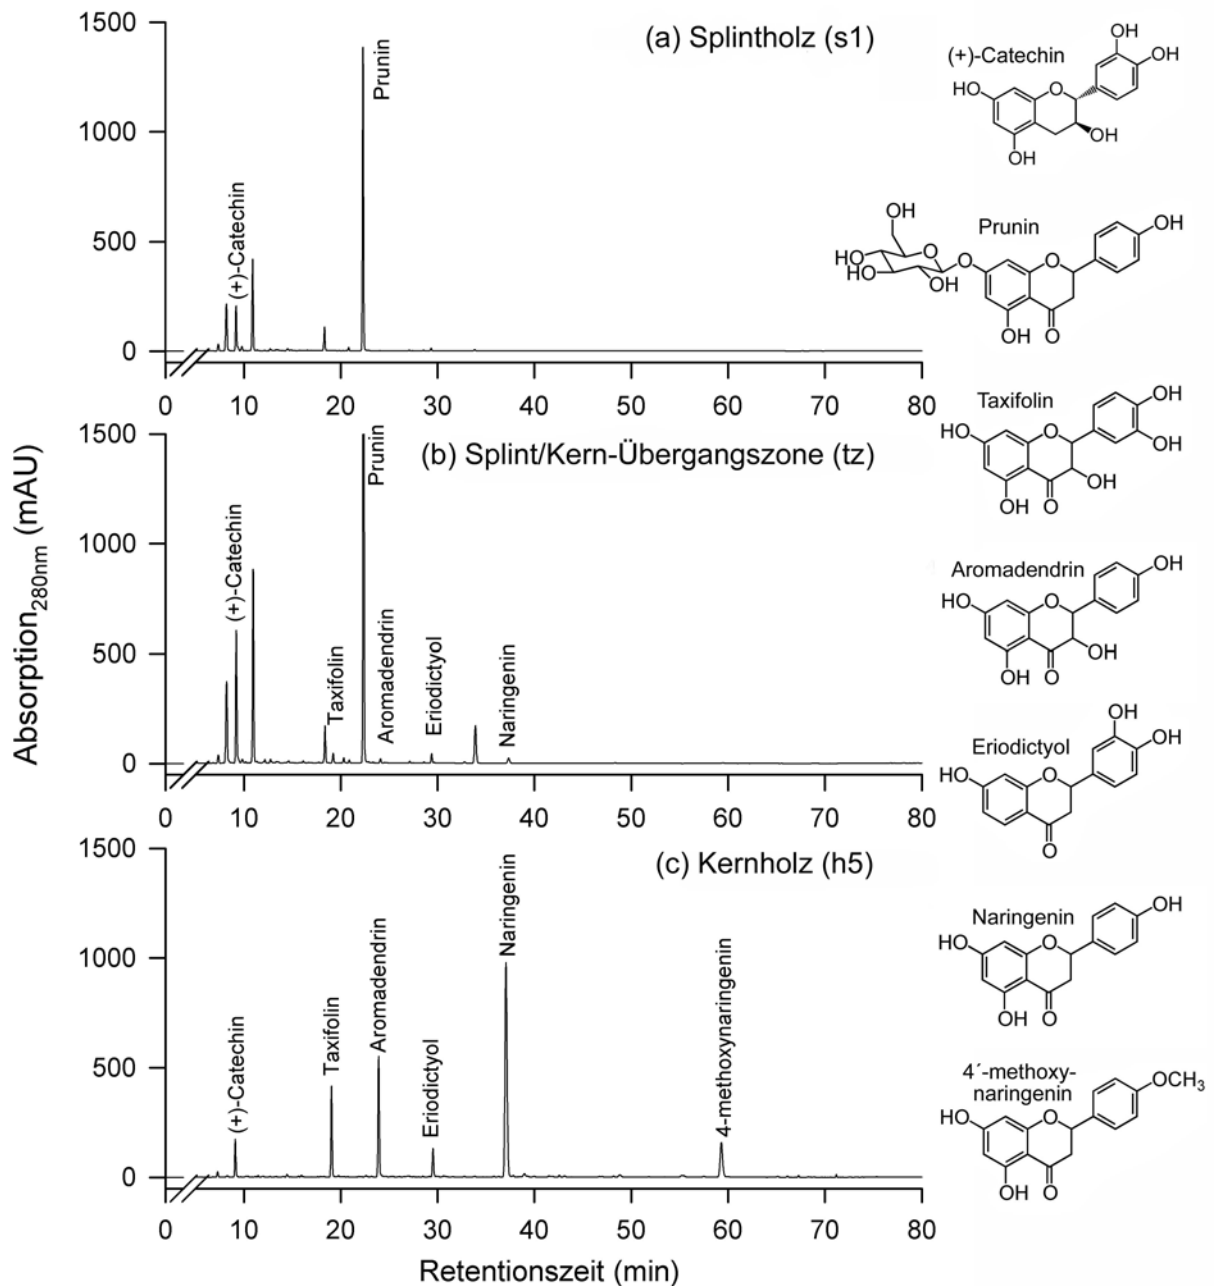 1500
1000
500
0
(a) Splintholz (s1)
(+)-Catechin
Prunin
0 10 20 30 40 50 60 70 80
1500
1000
500
0
(b) Splint/Kern-Übergangszone (tz)
(+)-Catechin
Taxifolin
Prunin
Aromadendrin
Eriodictyol
Naringenin
0 10 20 30 40 50 60 70 80
1500
1000
500
0
(c) Kernholz (h5)
(+)-Catechin
Taxifolin
Aromadendrin
Eriodictyol
Naringenin
4-methoxynaringenin
0 10 20 30 40 50 60 70 80
Absorption280nm (mAU)
Retentionszeit (min)
(+)-Catechin
OH
OH
HO
O
OH
OH
Prunin
OH
OH
O
HO
HO
OH
O
O
OH
O
Taxifolin
OH
HO
O
OH
OH
OH
O
Aromadendrin
OH
HO
O
OH
OH
O
Eriodictyol
OH
OH
HO
O
O
Naringenin
OH
HO
O
OH
O
4´-methoxy-
naringenin
OCH3
HO
O
OH
O